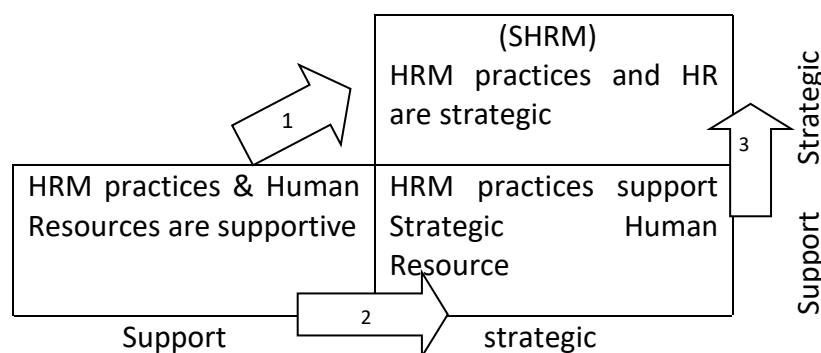 (SHRM)
HRM practices and HR
are strategic
1
3
Strategic
HRM practices & Human
Resources are supportive
HRM practices support
Strategic Human
Resource
Support
2
Support
strategic